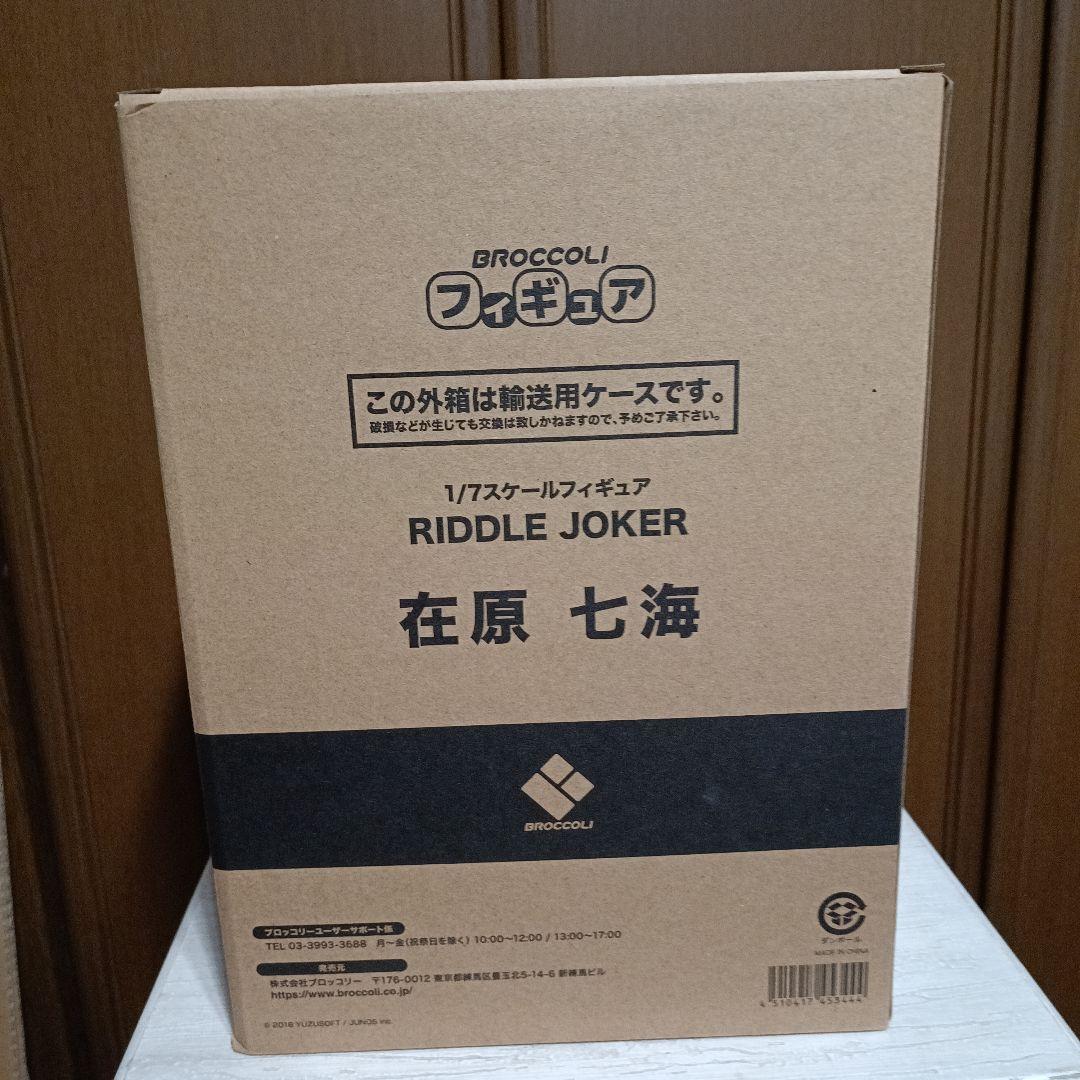 BROCCOLI
フィギュア
この外箱は輸送用ケースです。
破損などが生じても交換は致しかねますので、予めご了承下さい。
1/7スケールフィギュア
RIDDLE JOKER
在原 七海
BROCCOLI
ブロッコリーユーザーサポート係
TEL 03-3993-3688 月〜金(祝祭日を除く) 10:00〜12:00 / 13:00〜17:00
発売元
株式会社ブロッコリー 〒176-0012 東京都練馬区豊玉北5-14-6 新練馬ビル
https://www.broccoli.co.jp/
© 2018 YUZUSOFT / JUNOS Inc.
ダンボール
MADE IN CHINA
4 510417 453444